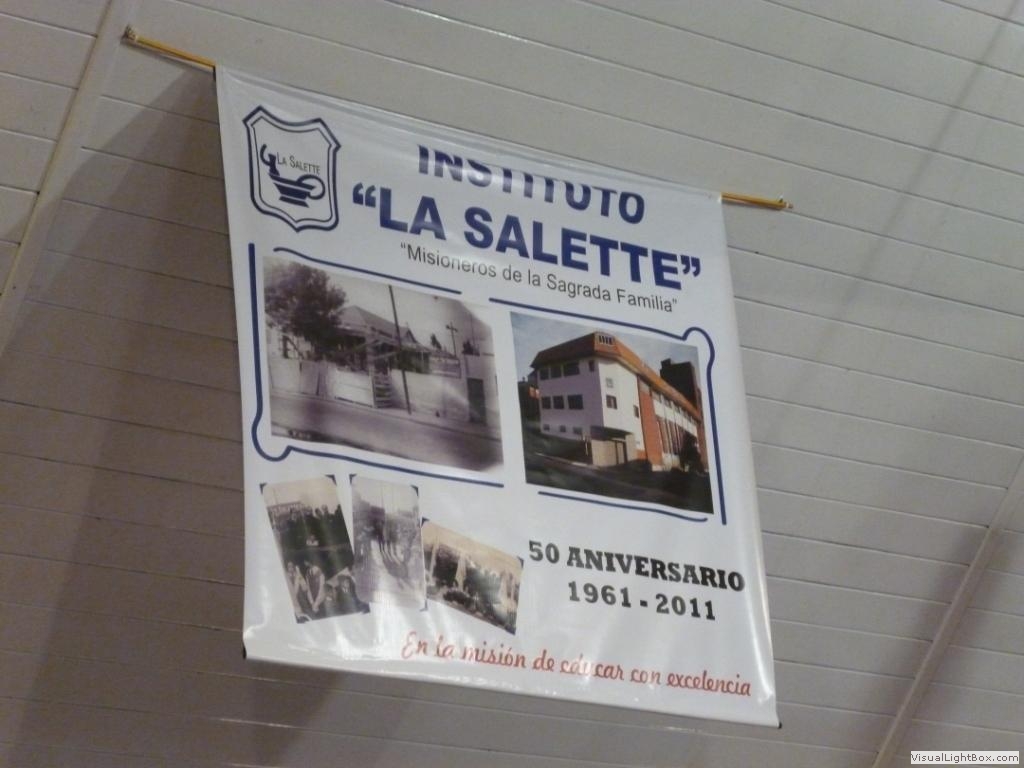 LA SALETTE
INSTITUTO
“LA SALETTE”
“Misioneros de la Sagrada Familia”
50 ANIVERSARIO
1961 - 2011
En la misión de educar con excelencia
VisualLightBox.com